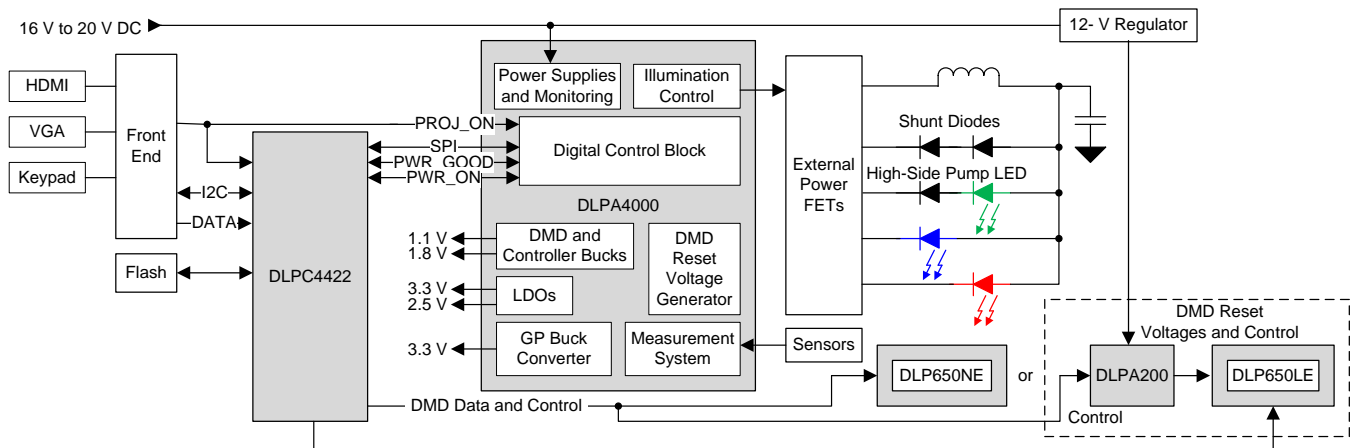 16 V to 20 V DC
12- V Regulator
HDMI
VGA
Keypad
Front
End
Power Supplies
and Monitoring
Illumination
Control
PROJ_ON
SPI
PWR_GOOD
PWR_ON
Digital Control Block
External
Power
FETs
Shunt Diodes
High-Side Pump LED
I2C
DATA
DLPA4000
Flash
DLPC4422
1.1 V
1.8 V
DMD and
Controller Bucks
DMD
Reset
Voltage
Generator
3.3 V
2.5 V
LDOs
3.3 V
GP Buck
Converter
Measurement
System
Sensors
DMD Reset
Voltages and Control
DLP650NE
or
DLPA200
DLP650LE
DMD Data and Control
Control